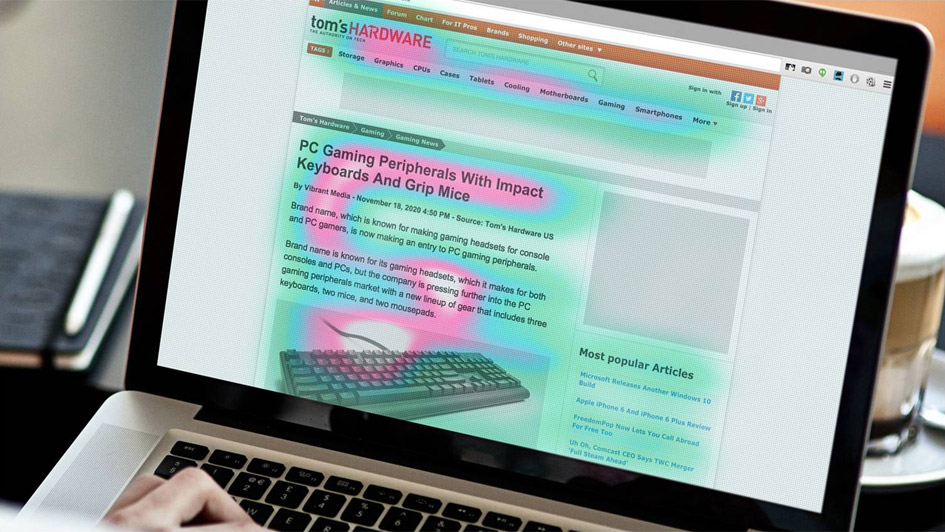 Articles & News Forum Chart For IT Pros Brands Shopping Other sites ▼
tom's HARDWARE
THE AUTHORITY ON TECH
SEARCH TOM'S HARDWARE
Sign in with
Sign up | Sign in
TAGS : Storage Graphics CPUs Cases Tablets Cooling Motherboards Gaming Smartphones More ▼
Tom's Hardware Gaming Gaming News
PC Gaming Peripherals With Impact
Keyboards And Grip Mice
By Vibrant Media - November 18, 2020 4:50 PM - Source: Tom's Hardware US
Brand name, which is known for making gaming headsets for console
and PC gamers, is now making an entry to PC gaming peripherals.
Brand name is known for its gaming headsets, which it makes for both
consoles and PCs, but the company is pressing further into the PC
gaming peripherals market with a new lineup of gear that includes three
keyboards, two mice, and two mousepads.
Most popular Articles
Microsoft Releases Another Windows 10
Build
Apple iPhone 6 And iPhone 6 Plus Review
FreedomPop Now Lets You Call Abroad
For Free Too
Uh Oh, Comcast CEO Says TWC Merger
'Full Steam Ahead'